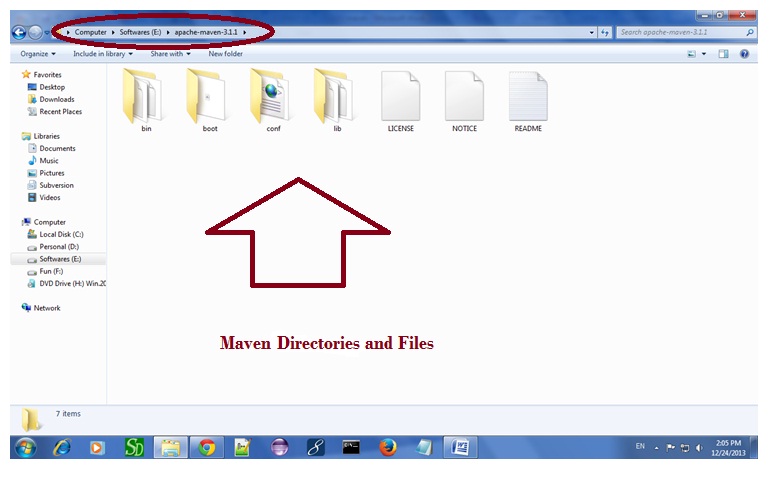 Computer ▸ Softwares (E:) ▸ apache-maven-3.1.1 ▸
Search apache-maven-3.1.1
Organize Include in library Share with New folder
Favorites
Desktop
Downloads
Recent Places
Libraries
Documents
Music
Pictures
Subversion
Videos
Computer
Local Disk (C:)
Personal (D:)
Softwares (E:)
Fun (F:)
DVD Drive (H:) Win.20
Network
bin boot conf lib LICENSE NOTICE README
Maven Directories and Files
7 items
SD
EN
2:05 PM
12/24/2013